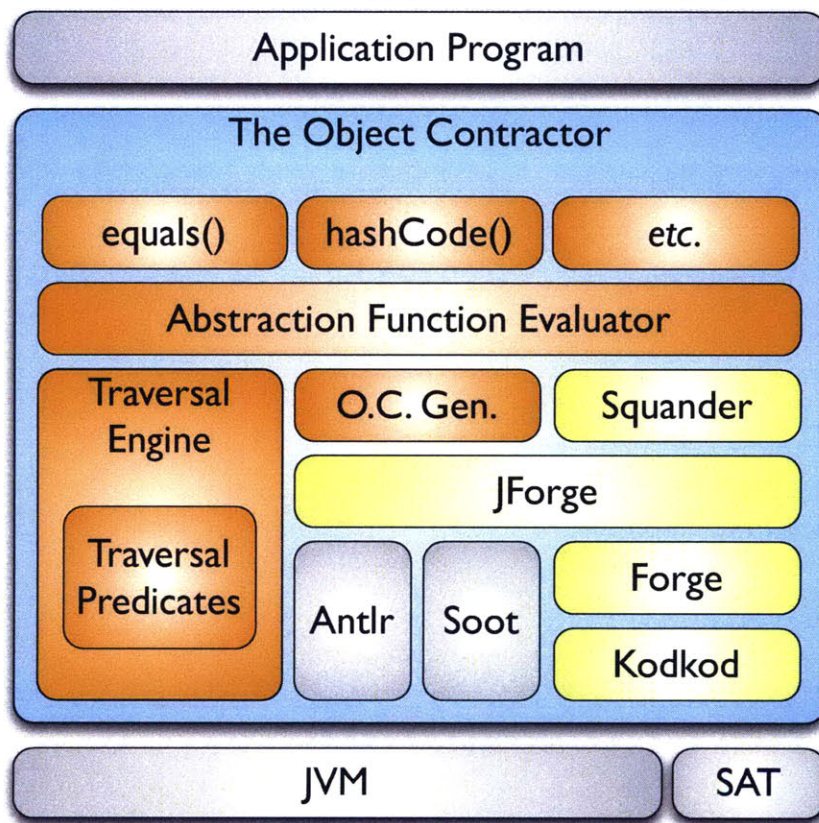 Application Program
The Object Contractor
equals()
hashCode()
etc.
Abstraction Function Evaluator
Traversal
Engine
Traversal
Predicates
O.C. Gen.
Squander
JForge
Antlr
Soot
Forge
Kodkod
JVM
SAT